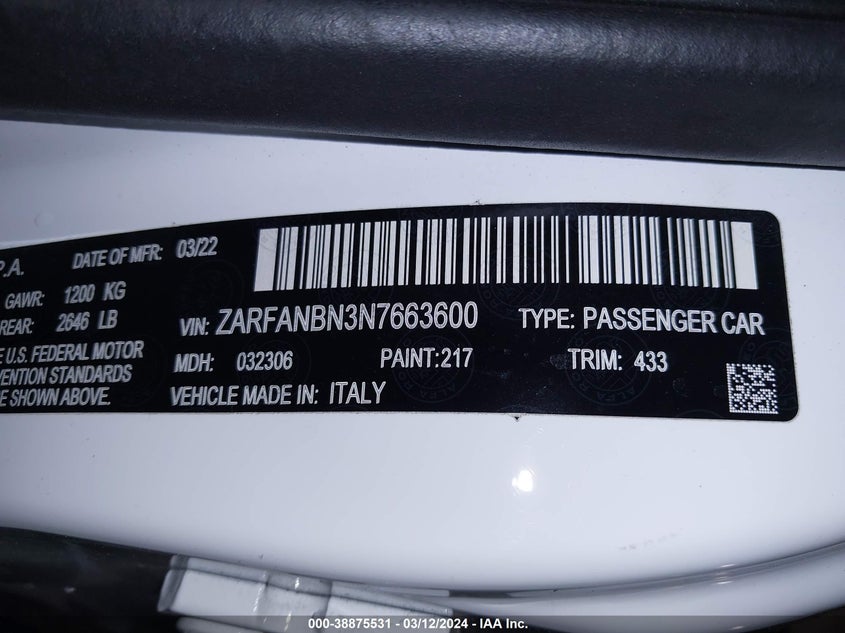 P.A. DATE OF MFR: 03/22
GAWR: 1200 KG
REAR: 2646 LB VIN: ZARFANBN3N7663600 TYPE: PASSENGER CAR
E U.S. FEDERAL MOTOR MDH: 032306 PAINT:217 TRIM: 433
VENTION STANDARDS
E SHOWN ABOVE. VEHICLE MADE IN: ITALY
000-38875531 - 03/12/2024 - IAA Inc.